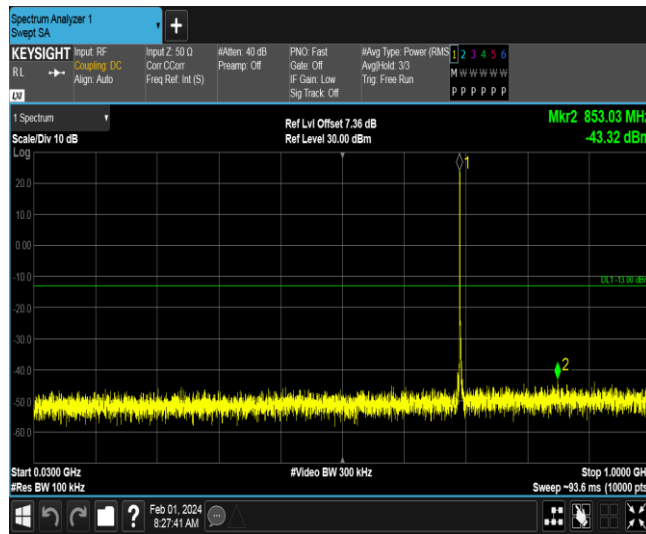 Spectrum Analyzer 1
Swept SA
+
KEYSIGHT Input: RF Input Z: 50 Ω #Atten: 40 dB PNO: Fast #Avg Type: Power (RMS 1 2 3 4 5 6
RL Coupling: DC Corr CCorr Preamp: Off Gate: Off Avg|Hold: 3/3 M W W W W W
Align: Auto Freq Ref: Int (S) IF Gain: Low Trig: Free Run
LXI Sig Track: Off P P P P P P
1 Spectrum Ref Lvl Offset 7.36 dB Mkr2 853.03 MHz
Scale/Div 10 dB Ref Level 30.00 dBm -43.32 dBm
Log
1
20.0
10.0
0.00
-10.0
DL1 -13.00 dBm
-20.0
-30.0
-40.0
2
-50.0
-60.0
Start 0.0300 GHz #Video BW 300 kHz Stop 1.0000 GH
#Res BW 100 kHz Sweep ~93.6 ms (10000 pts
? Feb 01, 2024
8:27:41 AM